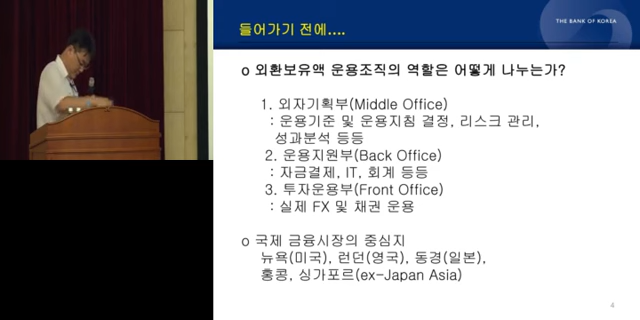 들어가기 전에....
THE BANK OF KOREA
o 외환보유액 운용조직의 역할은 어떻게 나누는가?
1. 외자기획부(Middle Office)
: 운용기준 및 운용지침 결정, 리스크 관리,
성과분석 등등
2. 운용지원부(Back Office)
: 자금결제, IT, 회계 등등
3. 투자운용부(Front Office)
: 실제 FX 및 채권 운용
o 국제 금융시장의 중심지
뉴욕(미국), 런던(영국), 동경(일본),
홍콩, 싱가포르(ex-Japan Asia)
4